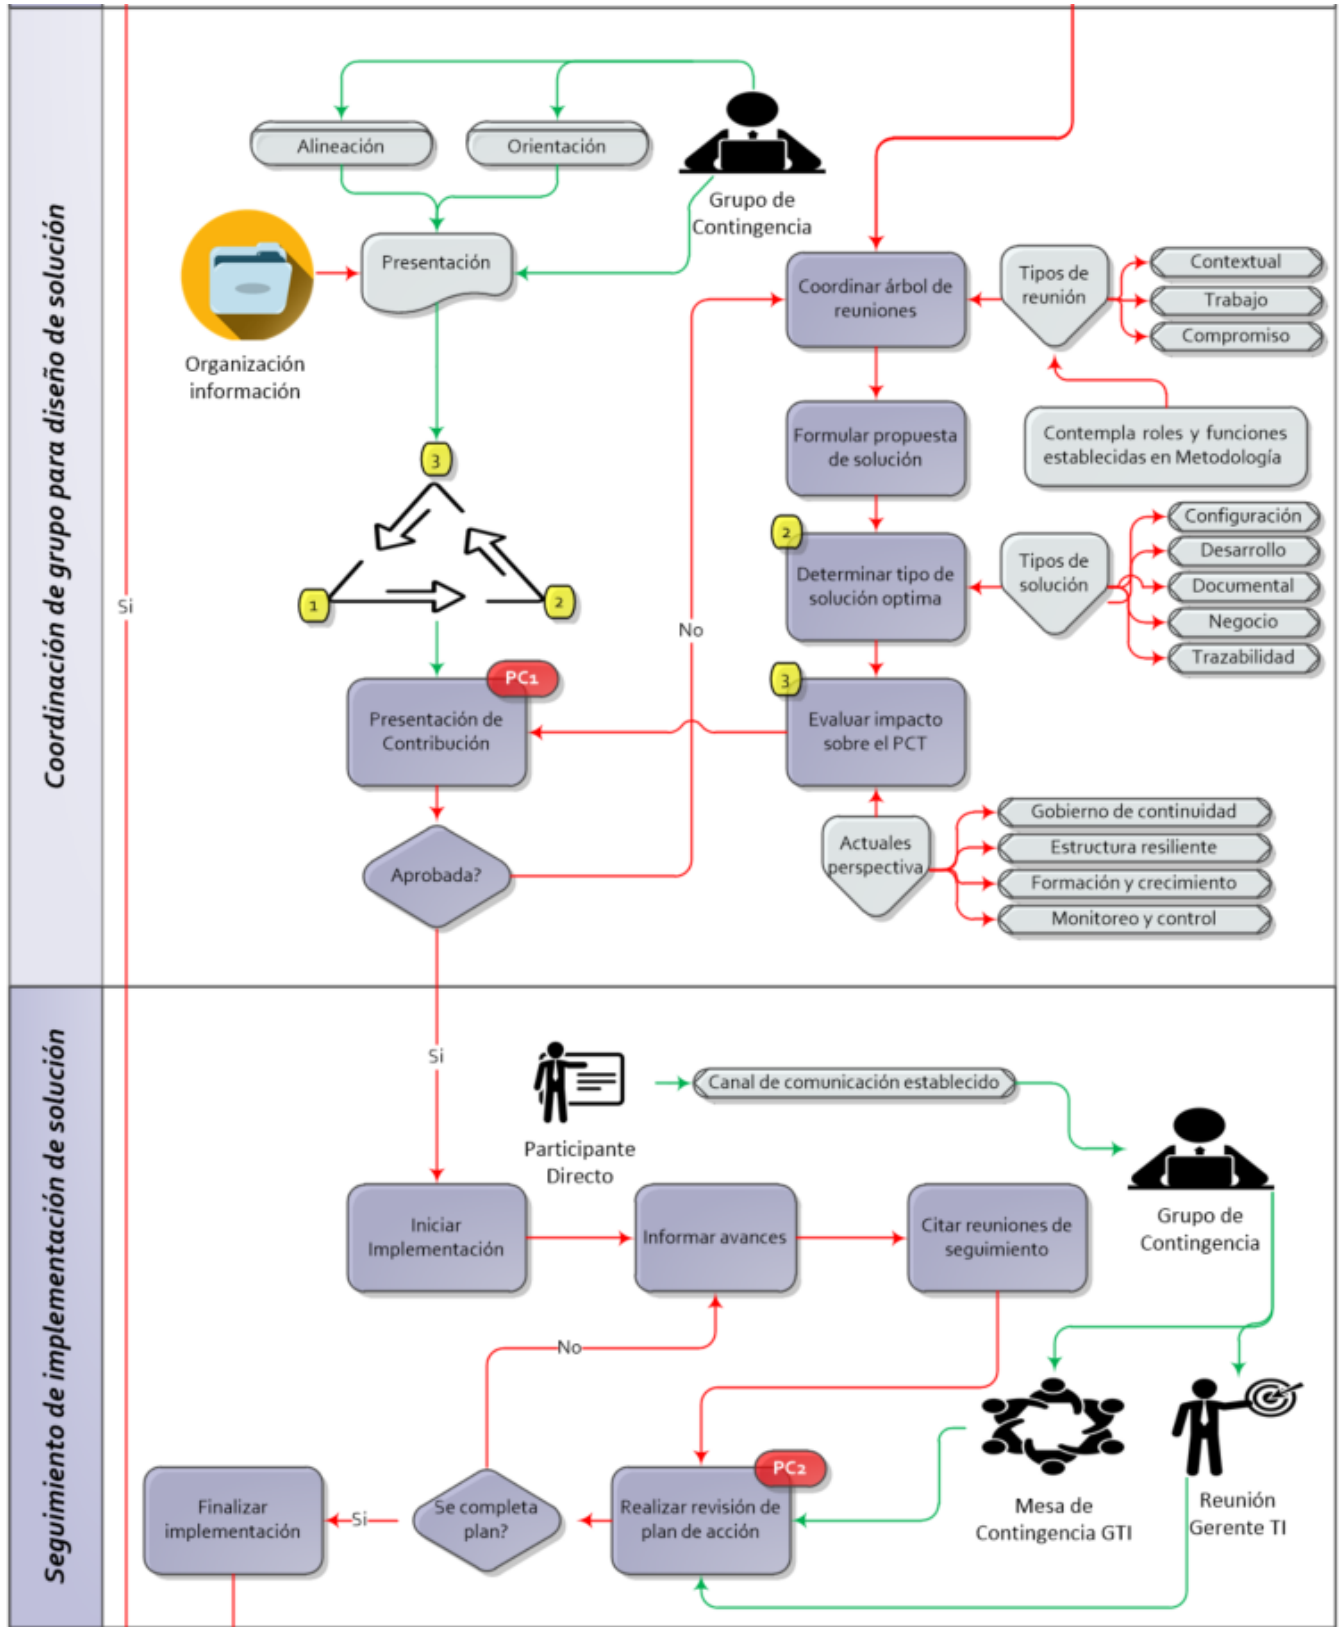 Coordinación de grupo para diseño de solución
Alineación
Orientación
Grupo de
Contingencia
Presentación
Organización
información
3
1
2
Si
PC1
Presentación de
Contribución
Aprobada?
No
Coordinar árbol de
reuniones
Tipos de
reunión
Contextual
Trabajo
Compromiso
Contempla roles y funciones
establecidas en Metodología
Formular propuesta
de solución
2
Determinar tipo de
solución optima
Tipos de
solución
Configuración
Desarrollo
Documental
Negocio
Trazabilidad
3
Evaluar impacto
sobre el PCT
Actuales
perspectiva
Gobierno de continuidad
Estructura resiliente
Formación y crecimiento
Monitoreo y control
Seguimiento de implementación de solución
Si
Participante
Directo
Canal de comunicación establecido
Grupo de
Contingencia
Iniciar
Implementación
Informar avances
Citar reuniones de
seguimiento
No
Mesa de
Contingencia GTI
Reunión
Gerente TI
PC2
Realizar revisión de
plan de acción
Se completa
plan?
Si
Finalizar
implementación